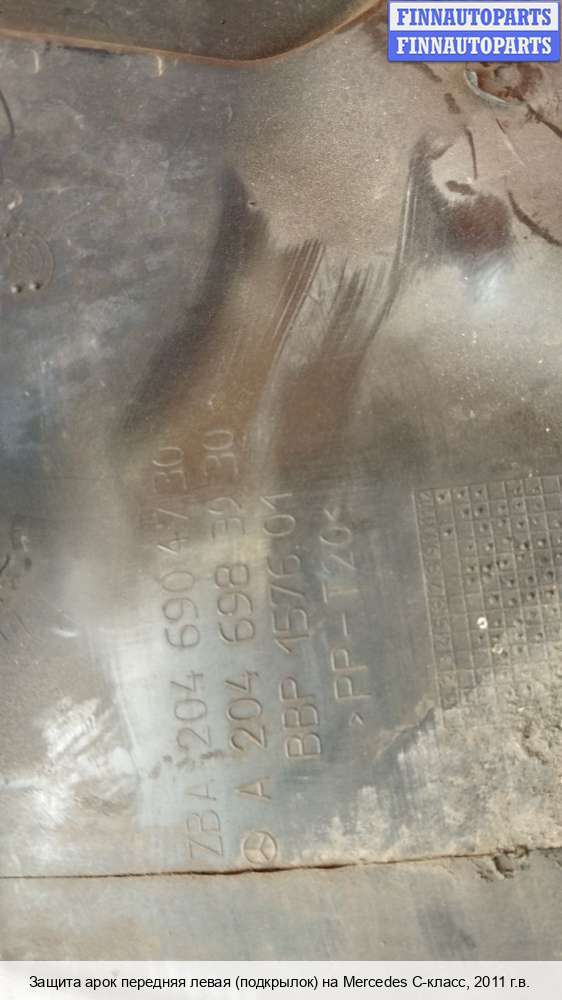 FINNAUTOPARTS
FINNAUTOPARTS
ZBA 204 690 47 30
A 204 698 39 30
BBP 1576.01
>PP-T20<
Защита арок передняя левая (подкрылок) на Mercedes C-класс, 2011 г.в.